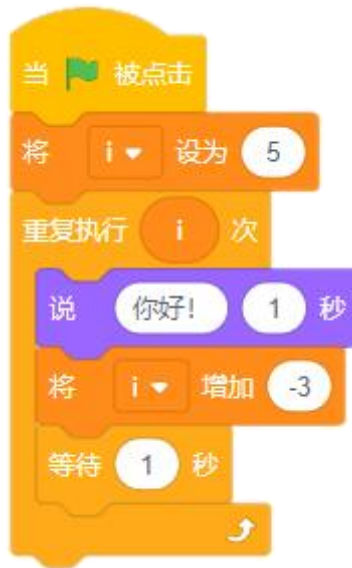 当 被点击
将 i 设为 5
重复执行 i 次
说 你好! 1 秒
将 i 增加 -3
等待 1 秒